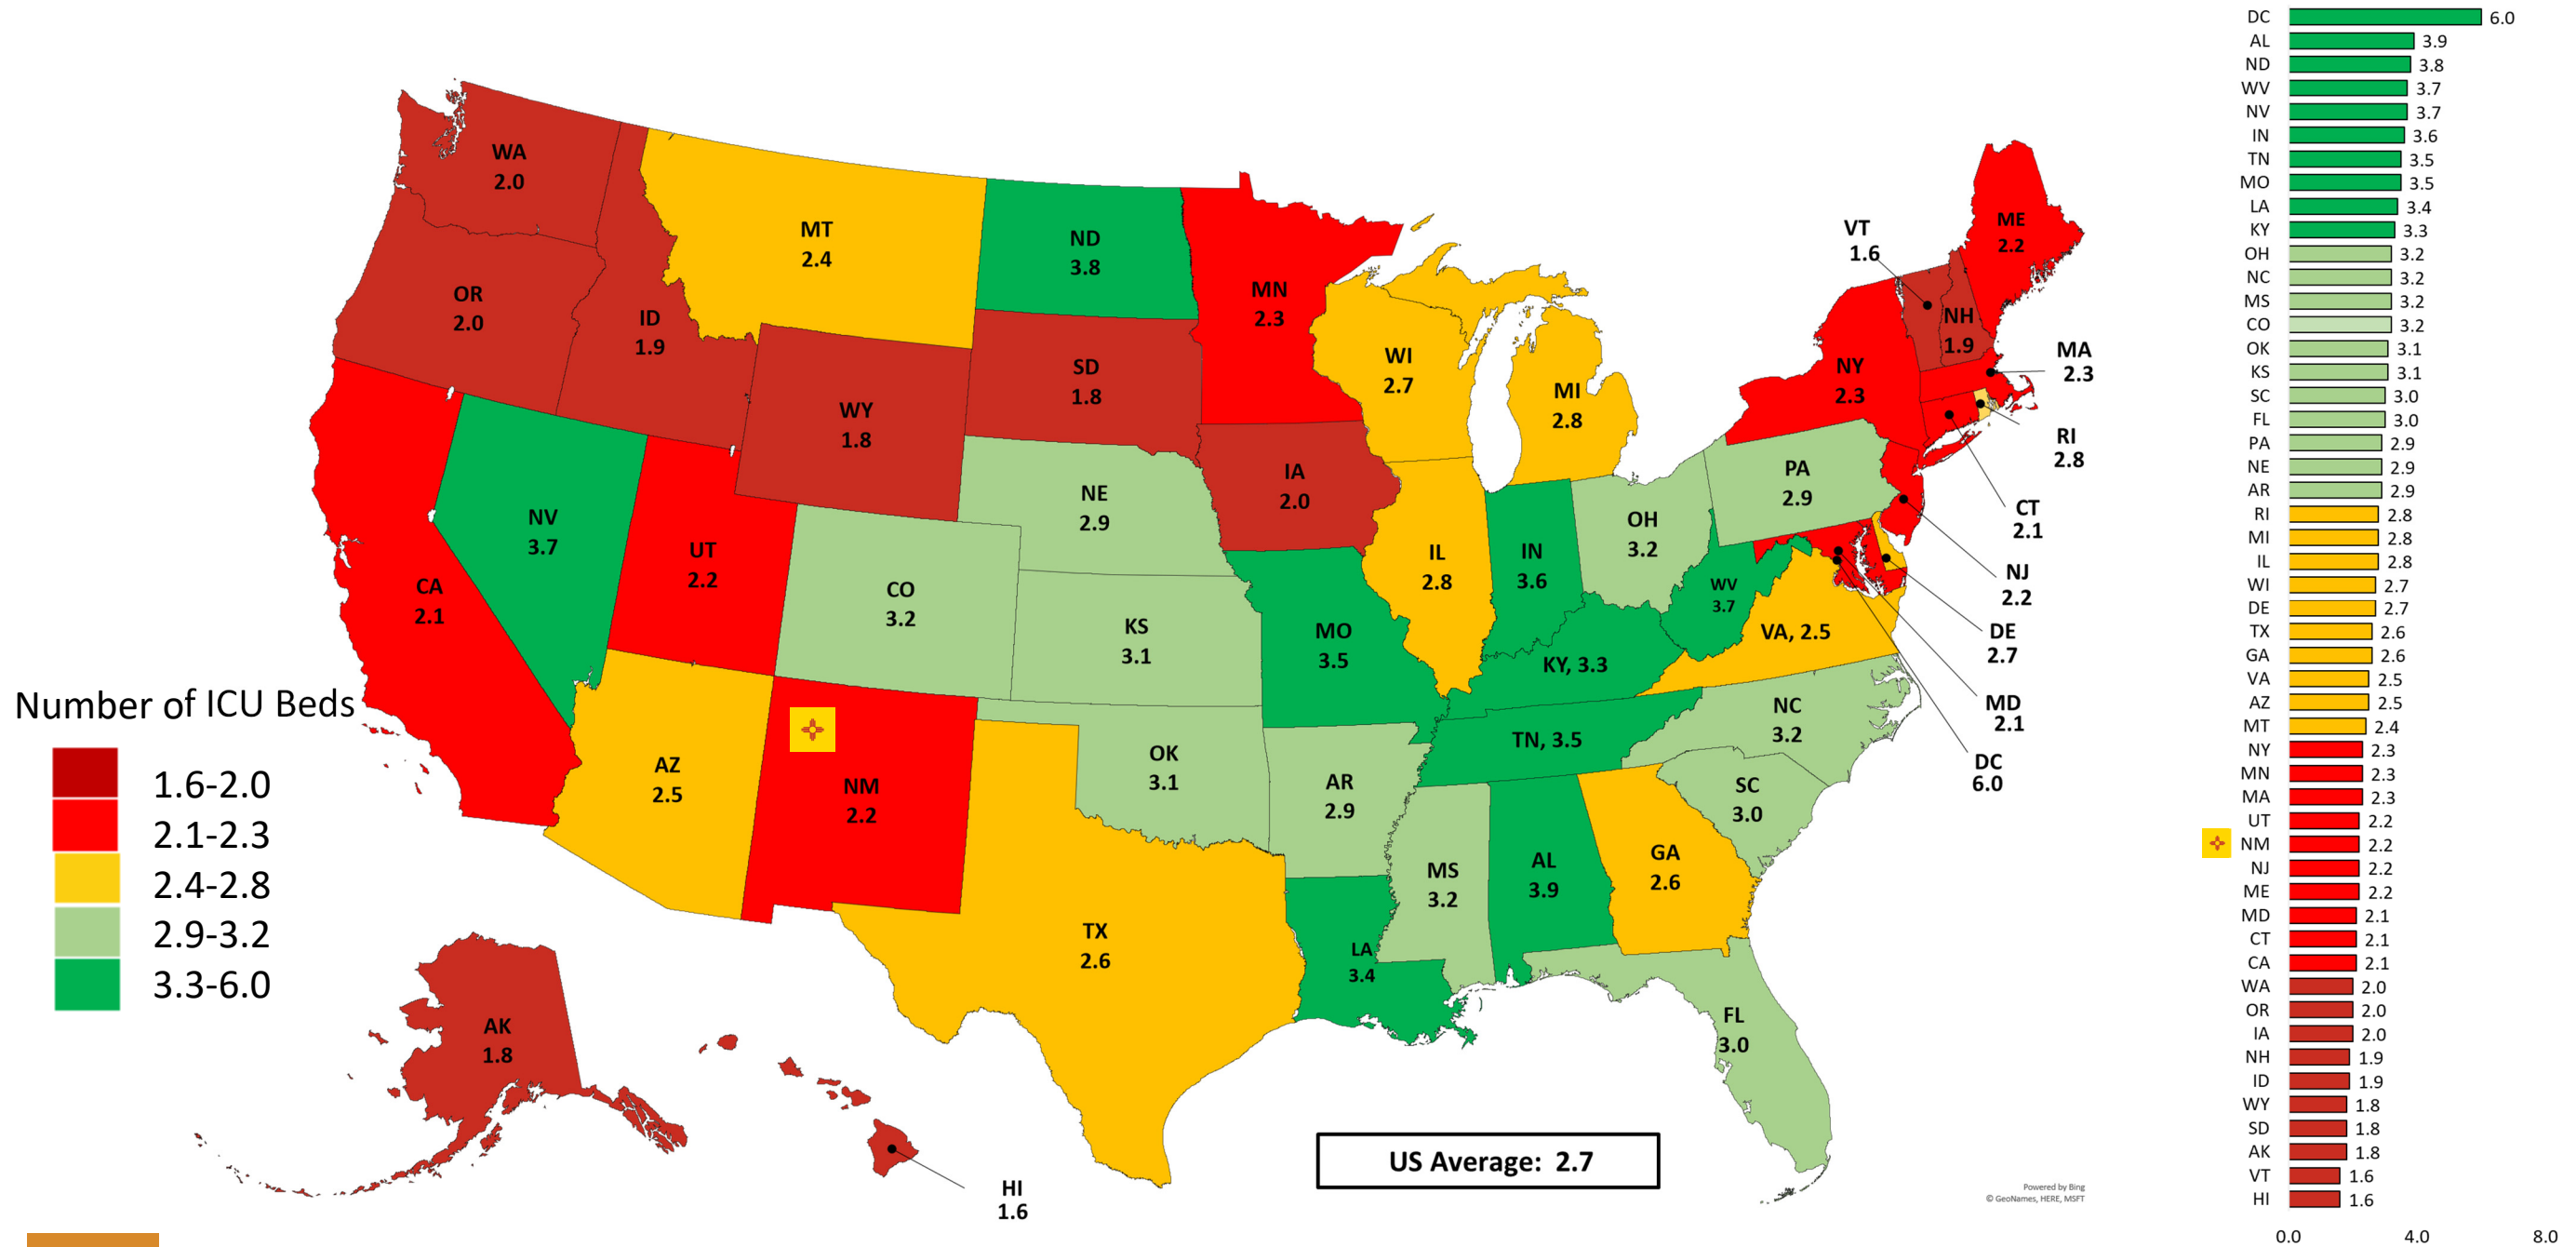 WA
2.0
OR
2.0
ID
1.9
MT
2.4
ND
3.8
MN
2.3
SD
1.8
WY
1.8
WI
2.7
MI
2.8
IA
2.0
NE
2.9
NV
3.7
UT
2.2
CA
2.1
CO
3.2
KS
3.1
MO
3.5
IL
2.8
IN
3.6
OH
3.2
PA
2.9
NY
2.3
VT
1.6
NH
1.9
ME
2.2
MA
2.3
RI
2.8
CT
2.1
NJ
2.2
DE
2.7
MD
2.1
DC
6.0
WV
3.7
VA, 2.5
KY, 3.3
TN, 3.5
NC
3.2
SC
3.0
GA
2.6
AL
3.9
MS
3.2
AR
2.9
LA
3.4
OK
3.1
TX
2.6
NM
2.2
AZ
2.5
FL
3.0
AK
1.8
HI
1.6
Number of ICU Beds
1.6-2.0
2.1-2.3
2.4-2.8
2.9-3.2
3.3-6.0
US Average: 2.7
Powered by Bing
© GeoNames, HERE, MSFT
DC 6.0
AL 3.9
ND 3.8
WV 3.7
NV 3.7
IN 3.6
TN 3.5
MO 3.5
LA 3.4
KY 3.3
OH 3.2
NC 3.2
MS 3.2
CO 3.2
OK 3.1
KS 3.1
SC 3.0
FL 3.0
PA 2.9
NE 2.9
AR 2.9
RI 2.8
MI 2.8
IL 2.8
WI 2.7
DE 2.7
TX 2.6
GA 2.6
VA 2.5
AZ 2.5
MT 2.4
NY 2.3
MN 2.3
MA 2.3
UT 2.2
NM 2.2
NJ 2.2
ME 2.2
MD 2.1
CT 2.1
CA 2.1
WA 2.0
OR 2.0
IA 2.0
NH 1.9
ID 1.9
WY 1.8
SD 1.8
AK 1.8
VT 1.6
HI 1.6
0.0 4.0 8.0